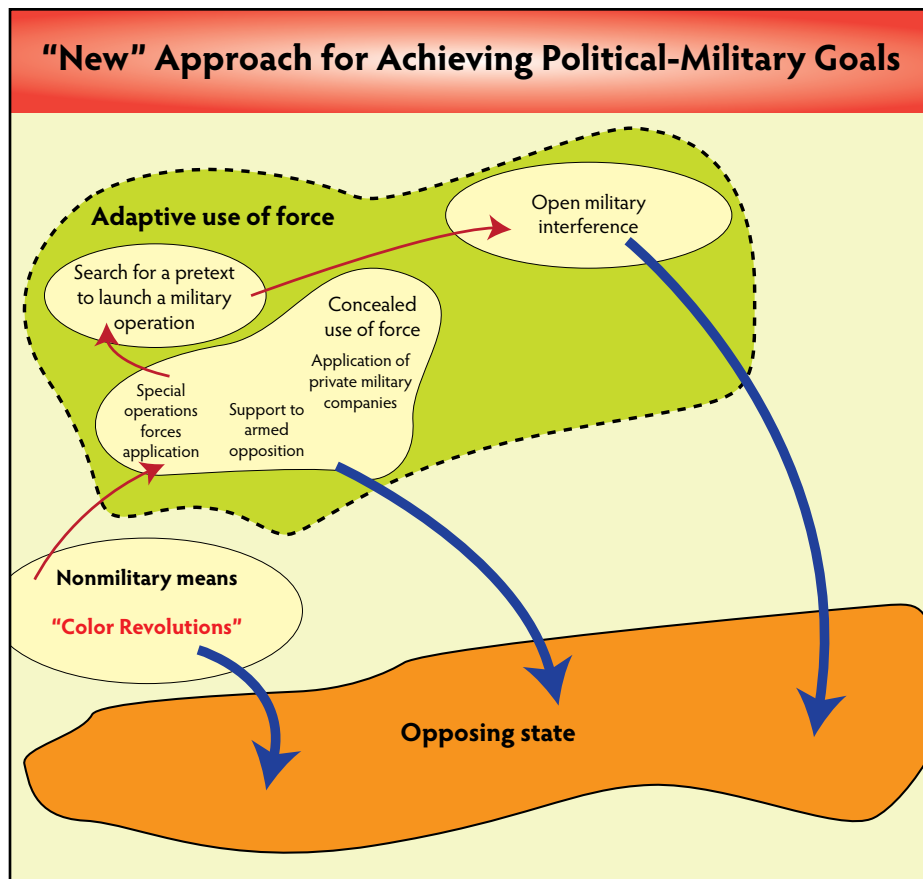 “New” Approach for Achieving Political-Military Goals
Adaptive use of force
Open military
interference
Search for a pretext
to launch a military
operation
Concealed
use of force
Application of
private military
companies
Special
operations
forces
application
Support to
armed
opposition
Nonmilitary means
“Color Revolutions”
Opposing state